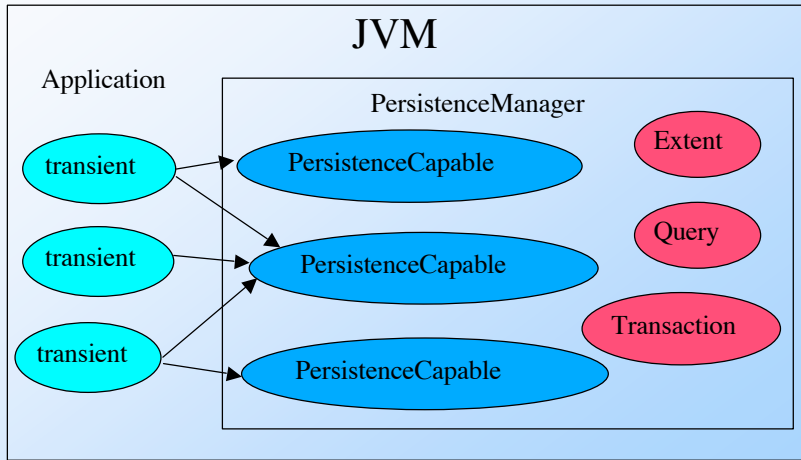 JVM
Application
PersistenceManager
transient
PersistenceCapable
Extent
transient
PersistenceCapable
Query
transient
PersistenceCapable
Transaction